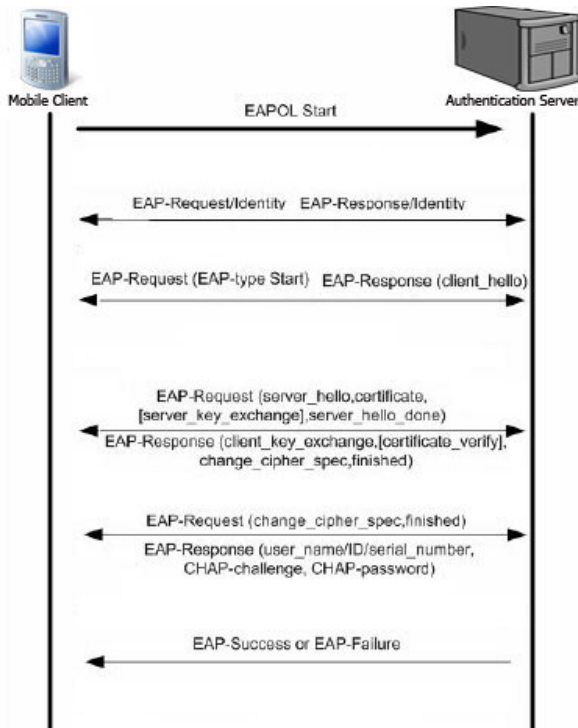 Mobile Client
Authentication Server
EAPOL Start
EAP-Request/Identity EAP-Response/Identity
EAP-Request (EAP-type Start) EAP-Response (client_hello)
EAP-Request (server_hello,certificate,
[server_key_exchange],server_hello_done)
EAP-Response (client_key_exchange,[certificate_verify],
change_cipher_spec,finished)
EAP-Request (change_cipher_spec,finished)
EAP-Response (user_name/ID/serial_number,
CHAP-challenge, CHAP-password)
EAP-Success or EAP-Failure